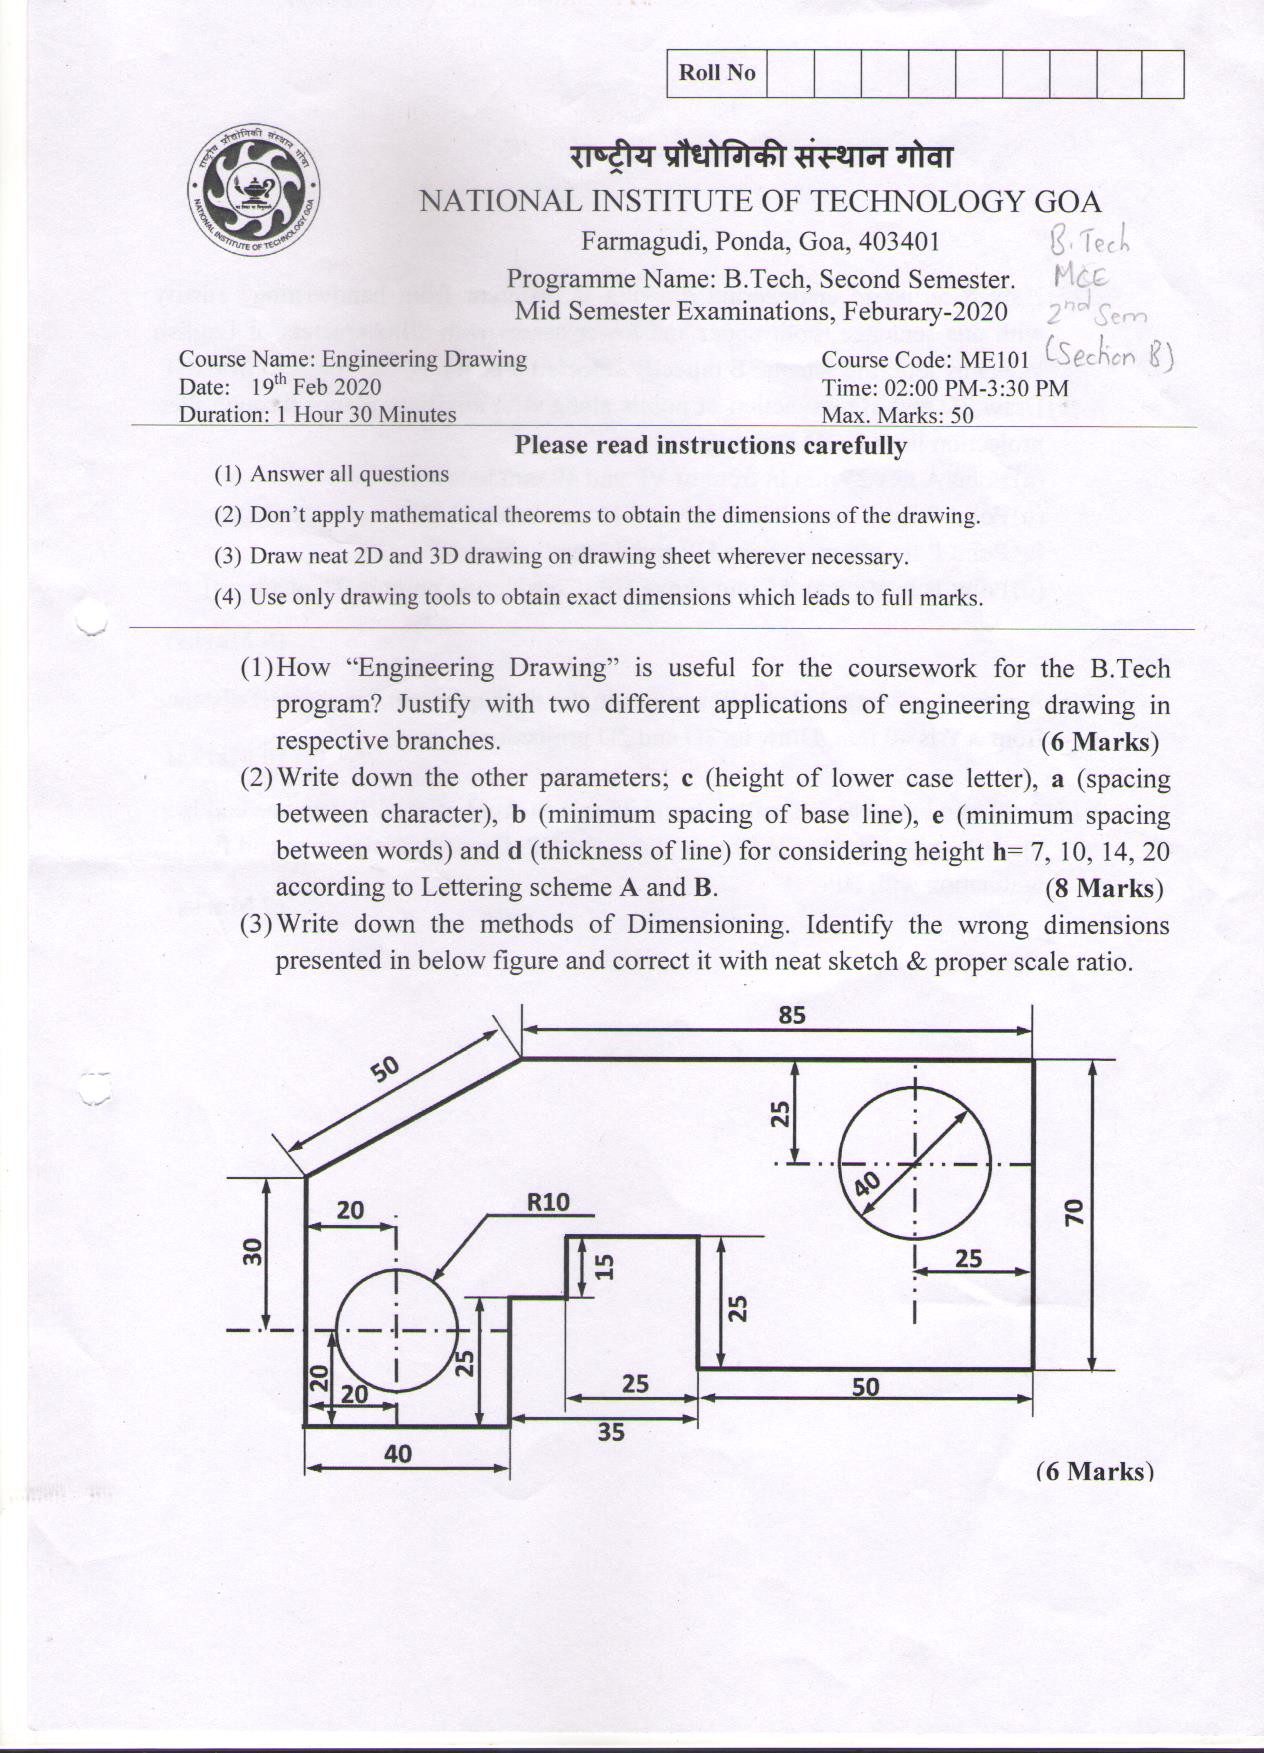 Roll No
राष्ट्रीय प्रौधोगिकी संस्थान गोवा
NATIONAL INSTITUTE OF TECHNOLOGY GOA
Farmagudi, Ponda, Goa, 403401
B.Tech
Programme Name: B.Tech, Second Semester.
MCE
Mid Semester Examinations, Feburary-2020
2nd Sem
(Section B)
Course Name: Engineering Drawing
Course Code: ME101
Date: 19th Feb 2020
Time: 02:00 PM-3:30 PM
Duration: 1 Hour 30 Minutes
Max. Marks: 50
Please read instructions carefully
(1) Answer all questions
(2) Don't apply mathematical theorems to obtain the dimensions of the drawing.
(3) Draw neat 2D and 3D drawing on drawing sheet wherever necessary.
(4) Use only drawing tools to obtain exact dimensions which leads to full marks.
(1) How “Engineering Drawing” is useful for the coursework for the B.Tech
program? Justify with two different applications of engineering drawing in
respective branches. (6 Marks)
(2) Write down the other parameters; c (height of lower case letter), a (spacing
between character), b (minimum spacing of base line), e (minimum spacing
between words) and d (thickness of line) for considering height h= 7, 10, 14, 20
according to Lettering scheme A and B. (8 Marks)
(3) Write down the methods of Dimensioning. Identify the wrong dimensions
presented in below figure and correct it with neat sketch & proper scale ratio.
85
50
25
40
20
R10
70
30
15
25
25
20
25
20
25
50
35
40
(6 Marks)